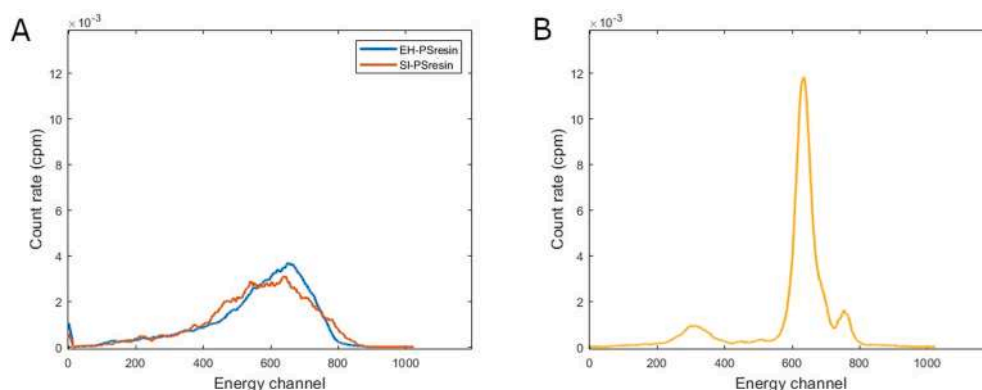 A
× 10⁻³
12
10
8
6
4
2
0
Count rate (cpm)
EH-PSresin
SI-PSresin
0 200 400 600 800 1000
Energy channel
B
× 10⁻³
12
10
8
6
4
2
0
Count rate (cpm)
0 200 400 600 800 1000
Energy channel